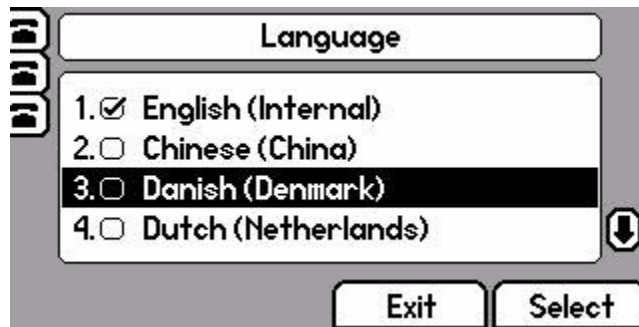 Language
1. English (Internal)
2. Chinese (China)
3. Danish (Denmark)
4. Dutch (Netherlands)
Exit Select